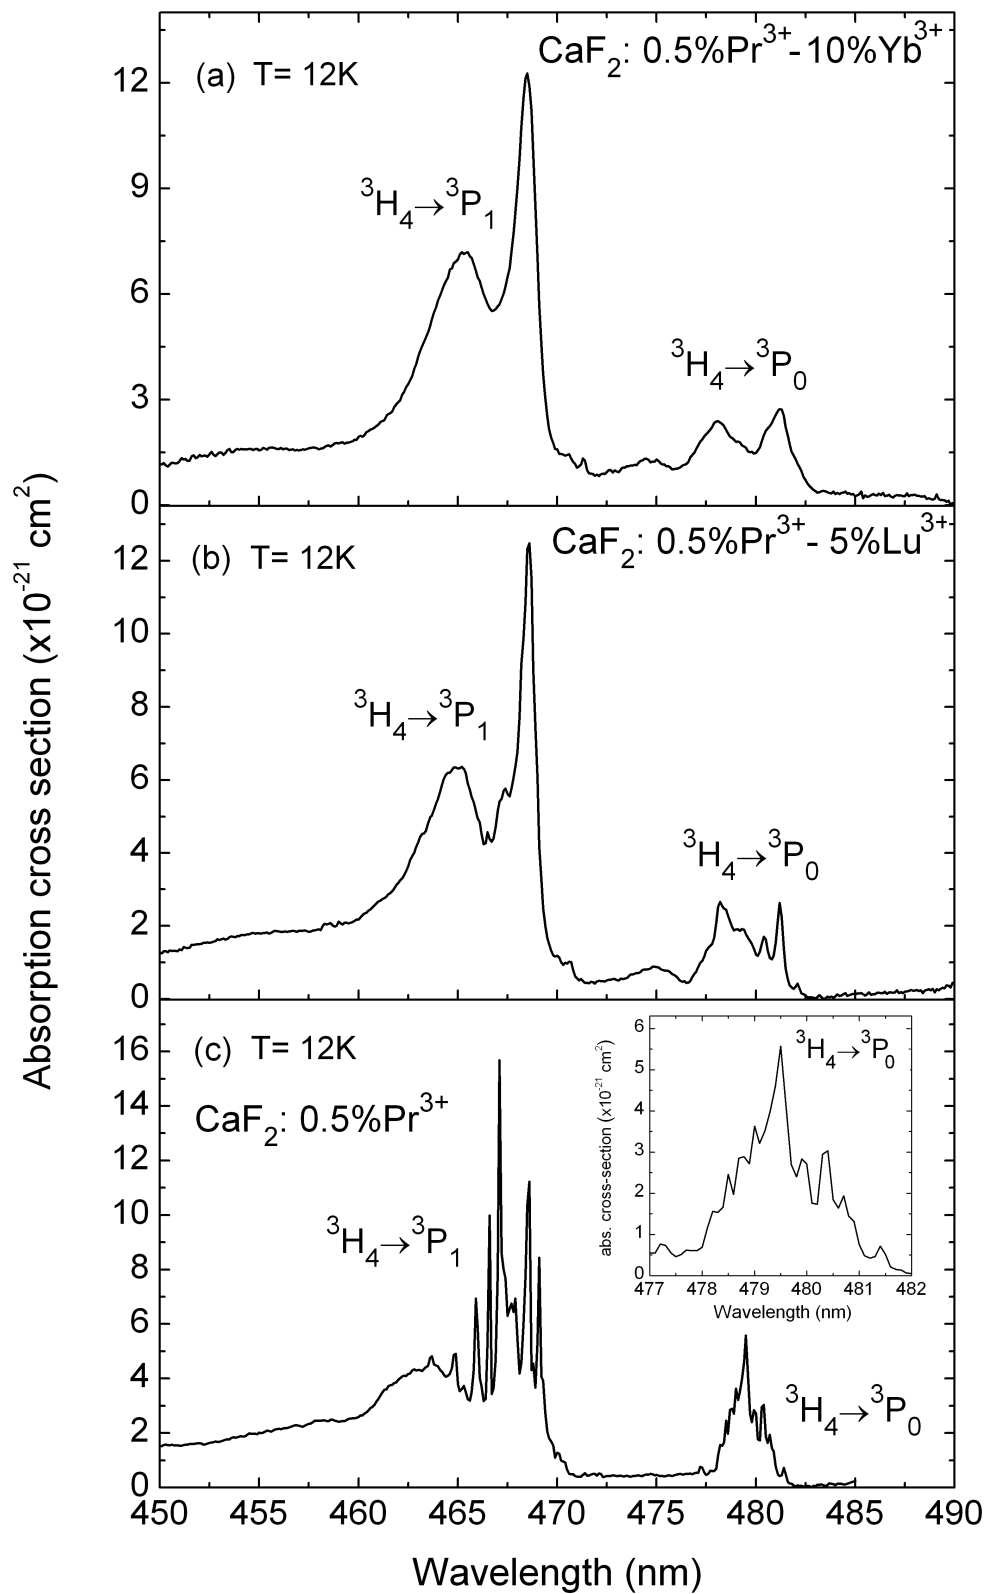 Absorption cross section (x10⁻²¹ cm²)
(a) T= 12K
CaF₂: 0.5%Pr³⁺- 10%Yb³⁺
³H₄→³P₁
³H₄→³P₀
12
9
6
3
0
(b) T= 12K
CaF₂: 0.5%Pr³⁺- 5%Lu³⁺
³H₄→³P₁
³H₄→³P₀
12
10
8
6
4
2
0
(c) T= 12K
CaF₂: 0.5%Pr³⁺
³H₄→³P₁
³H₄→³P₀
16
14
12
10
8
6
4
2
0
abs. cross-section (x10⁻²¹ cm²)
³H₄→³P₀
6
5
4
3
2
1
0
477 478 479 480 481 482
Wavelength (nm)
450 455 460 465 470 475 480 485 490
Wavelength (nm)